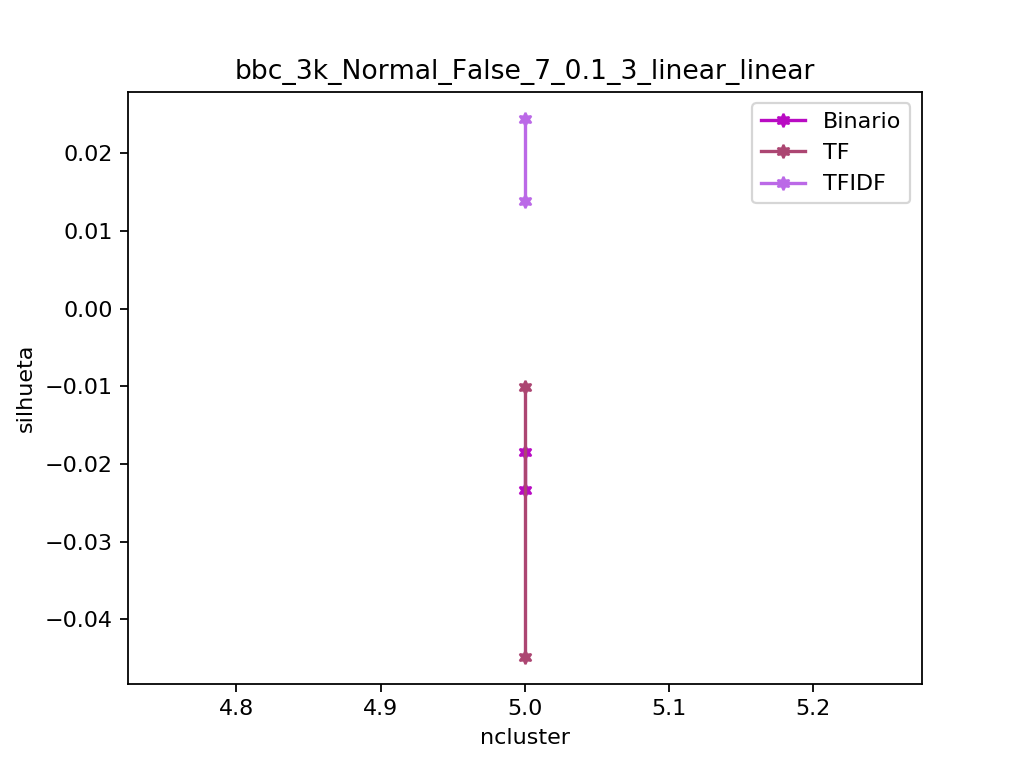 bbc_3k_Normal_False_7_0.1_3_linear_linear
Binario
TF
TFIDF
0.02
0.01
0.00
−0.01
−0.02
−0.03
−0.04
silhueta
4.8 4.9 5.0 5.1 5.2
ncluster